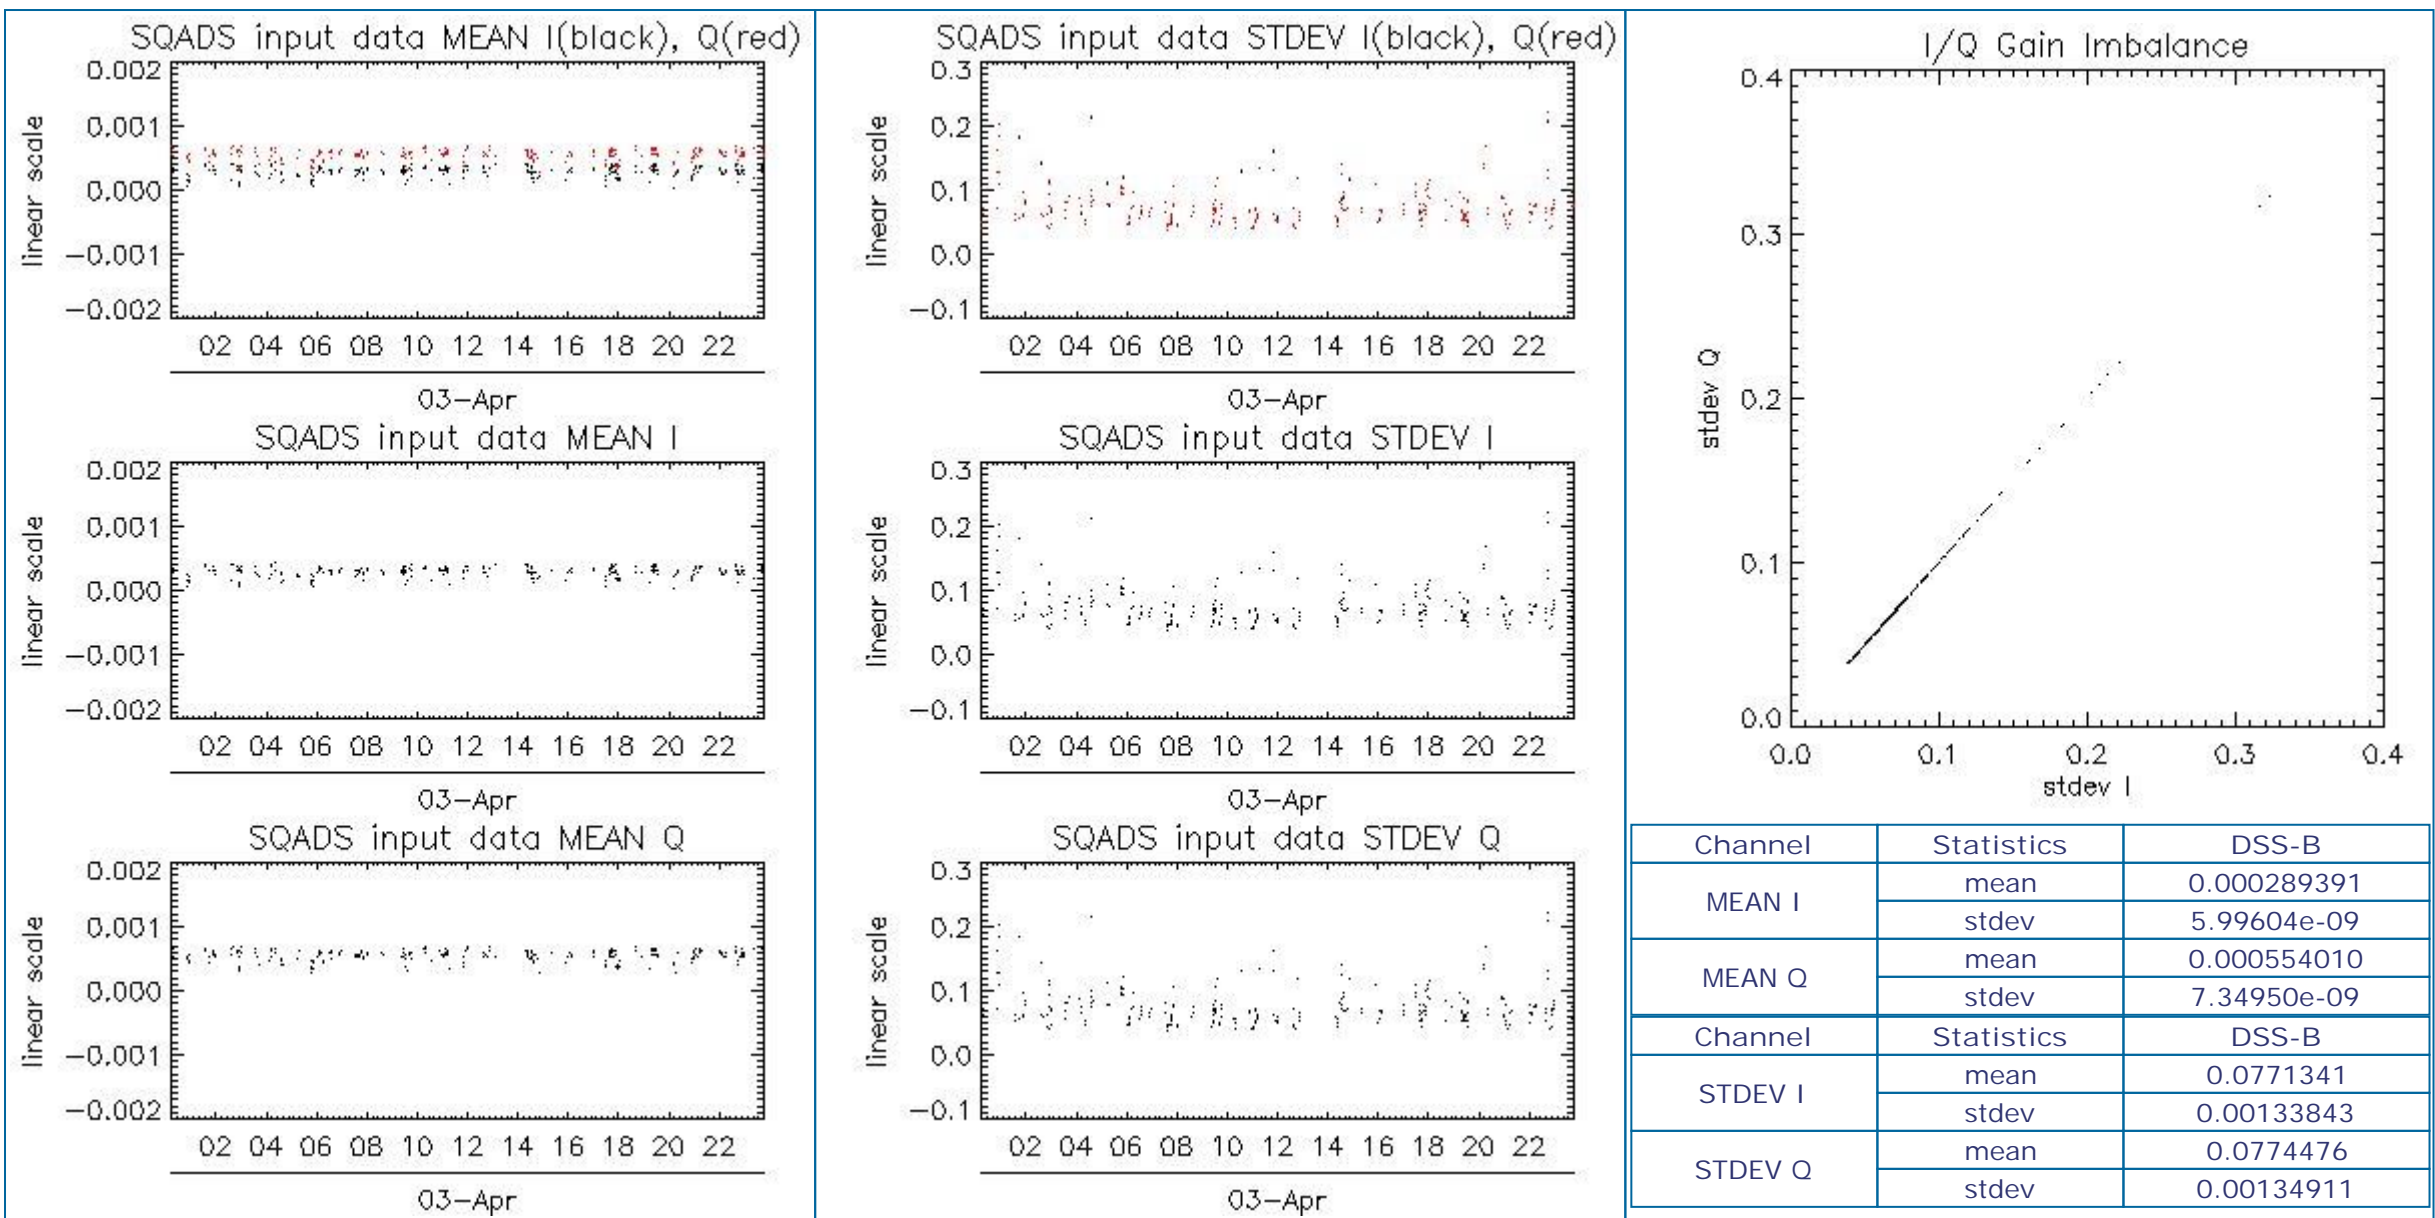 SQADS input data MEAN I(black), Q(red)
linear scale
0.002
0.001
0.000
−0.001
−0.002
02 04 06 08 10 12 14 16 18 20 22
03−Apr
SQADS input data MEAN I
linear scale
0.002
0.001
0.000
−0.001
−0.002
02 04 06 08 10 12 14 16 18 20 22
03−Apr
SQADS input data MEAN Q
linear scale
0.002
0.001
0.000
−0.001
−0.002
02 04 06 08 10 12 14 16 18 20 22
03−Apr
SQADS input data STDEV I(black), Q(red)
linear scale
0.3
0.2
0.1
0.0
−0.1
02 04 06 08 10 12 14 16 18 20 22
03−Apr
SQADS input data STDEV I
linear scale
0.3
0.2
0.1
0.0
−0.1
02 04 06 08 10 12 14 16 18 20 22
03−Apr
SQADS input data STDEV Q
linear scale
0.3
0.2
0.1
0.0
−0.1
02 04 06 08 10 12 14 16 18 20 22
03−Apr
I/Q Gain Imbalance
stdev Q
0.4
0.3
0.2
0.1
0.0
0.0 0.1 0.2 0.3 0.4
stdev I
Channel Statistics DSS-B
MEAN I mean 0.000289391
stdev 5.99604e-09
MEAN Q mean 0.000554010
stdev 7.34950e-09
Channel Statistics DSS-B
STDEV I mean 0.0771341
stdev 0.00133843
STDEV Q mean 0.0774476
stdev 0.00134911